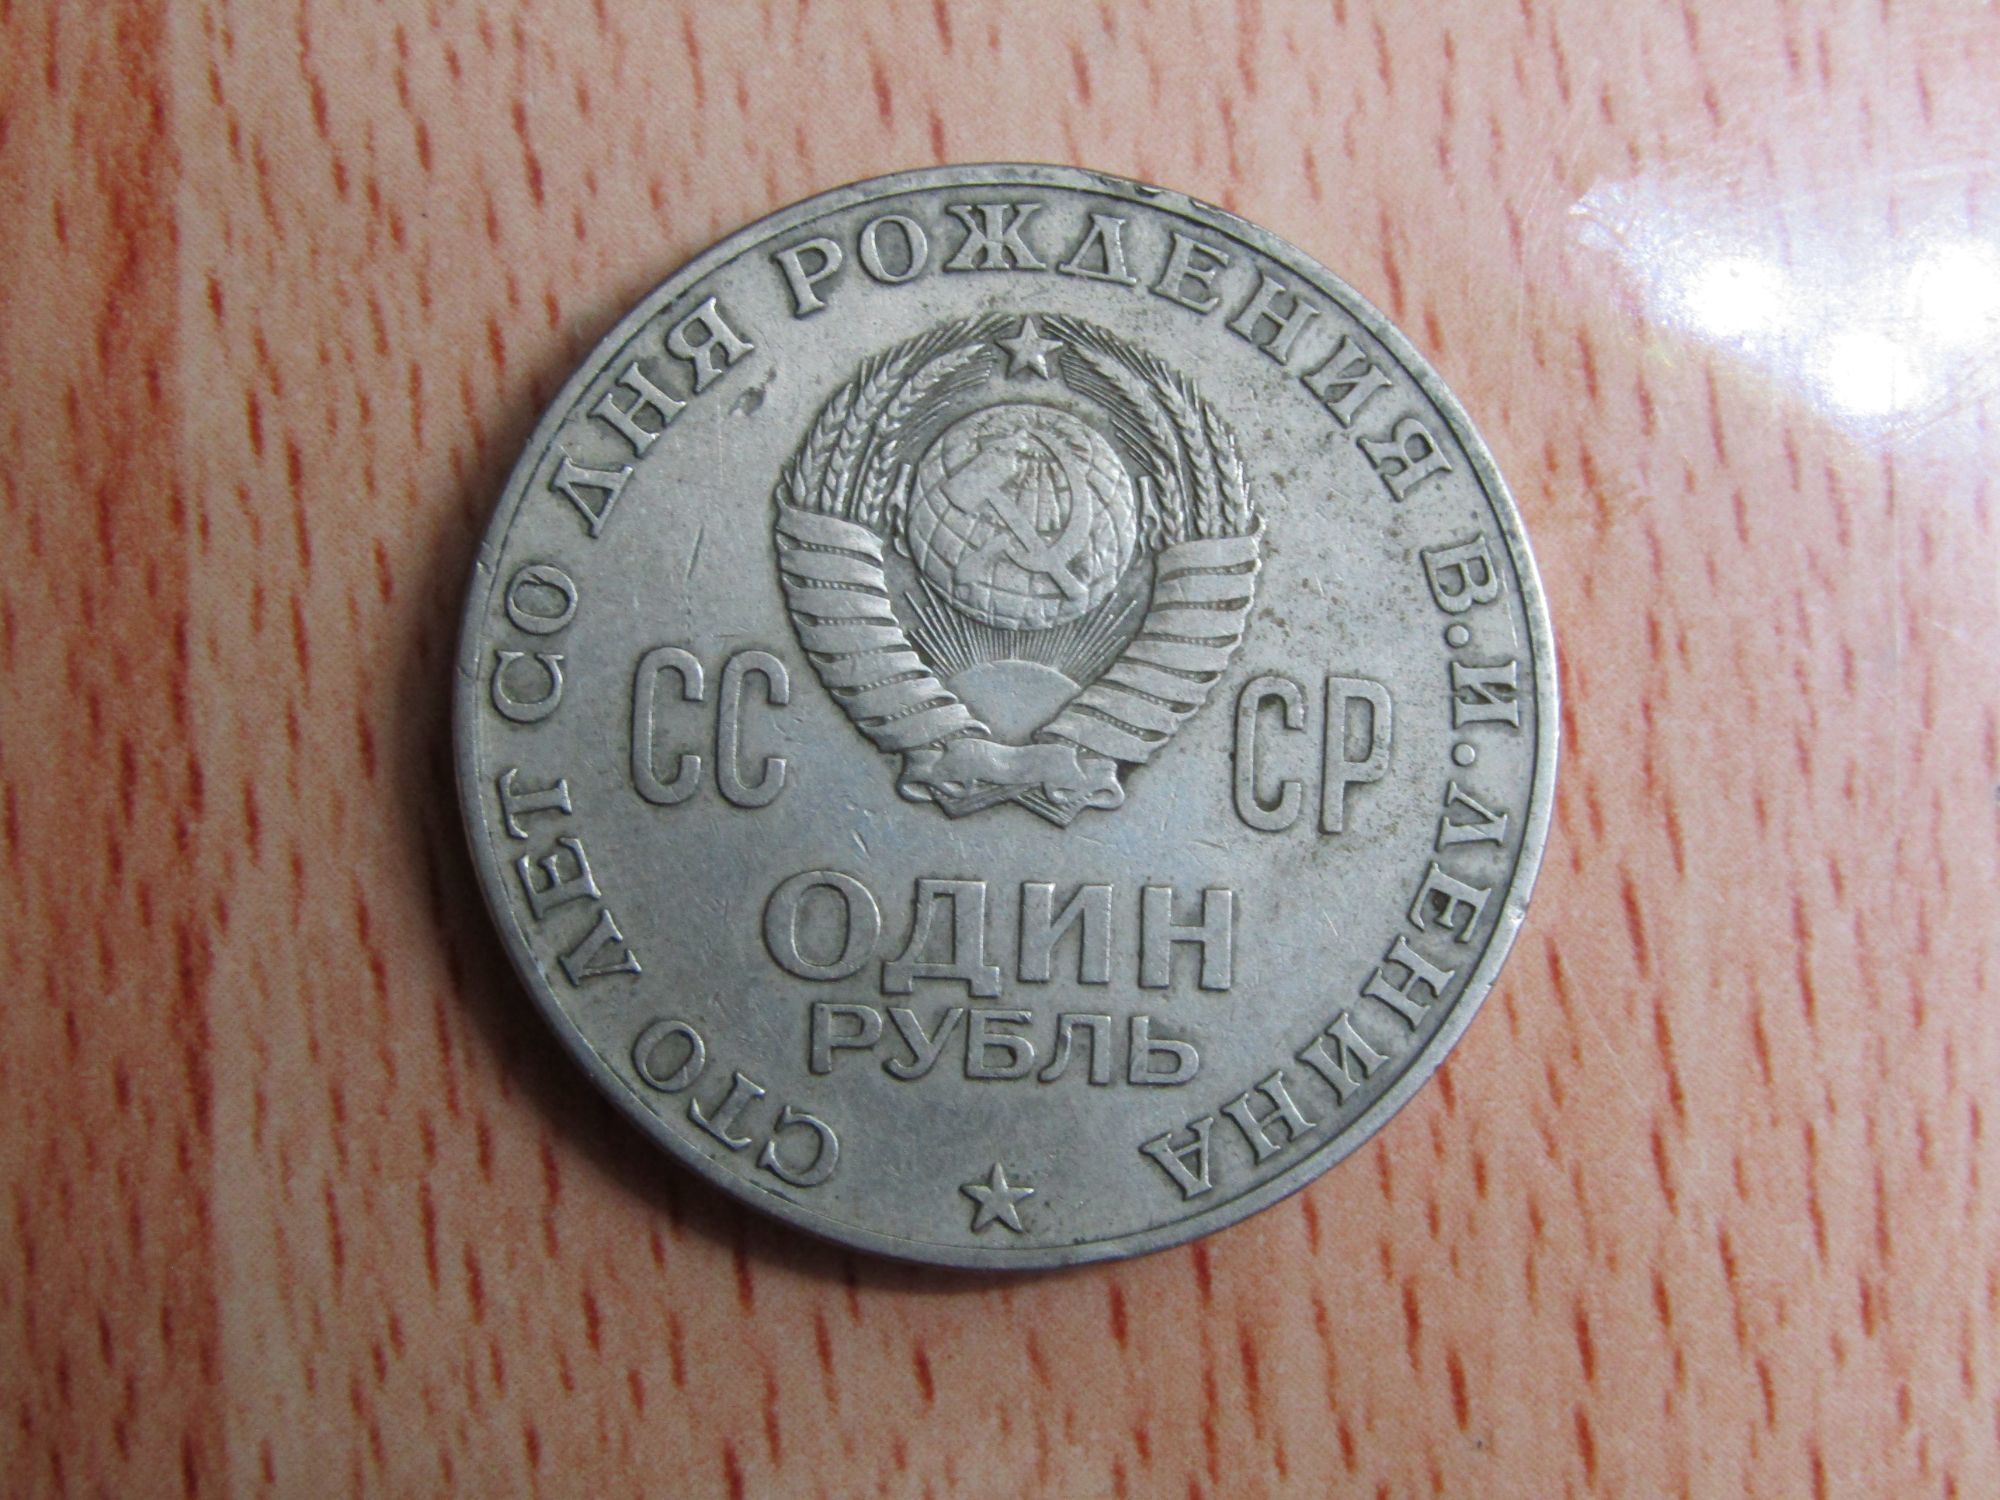 СТО ЛЕТ СО ДНЯ РОЖДЕНИЯ В.И.ЛЕНИНА
СС СР
ОДИН
РУБЛЬ